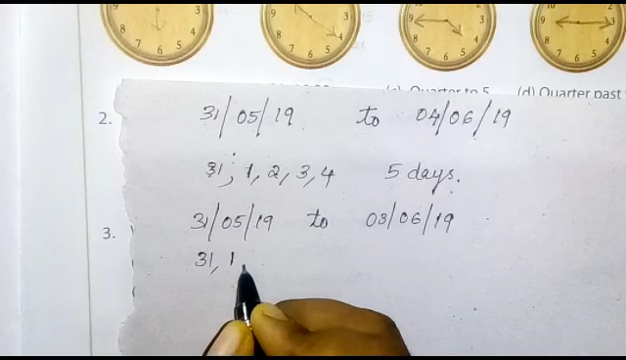 (c) Quarter to 5 (d) Quarter past
2. 31/05/19 to 04/06/19
31, 1, 2, 3, 4 5 days.
3. 31/05/19 to 03/06/19
31, 1